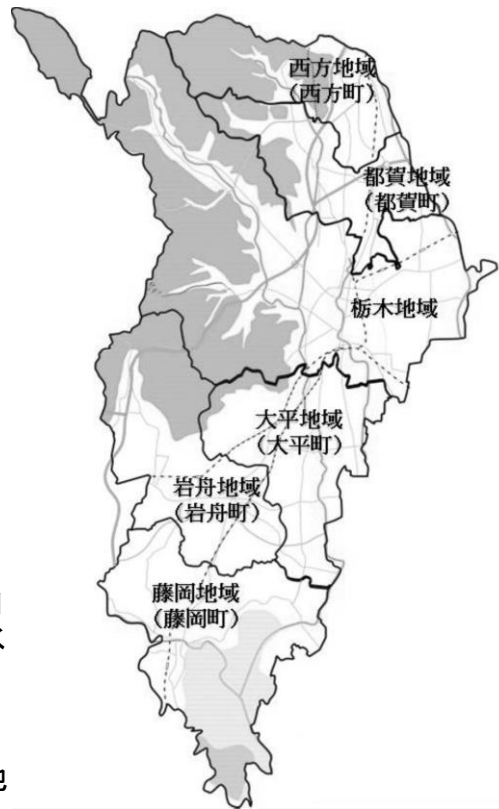 西方地域
（西方町）
都賀地域
（都賀町）
栃木地域
大平地域
（大平町）
岩舟地域
（岩舟町）
藤岡地域
（藤岡町）